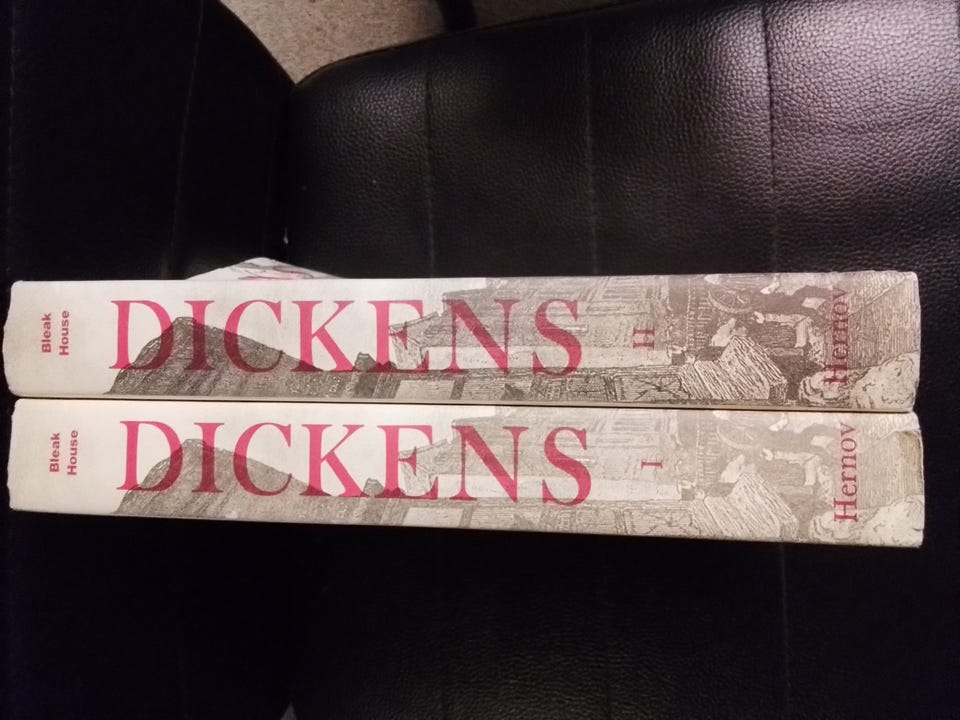 Bleak
House
DICKENS
II
Hernov
Bleak
House
DICKENS
I
Hernov